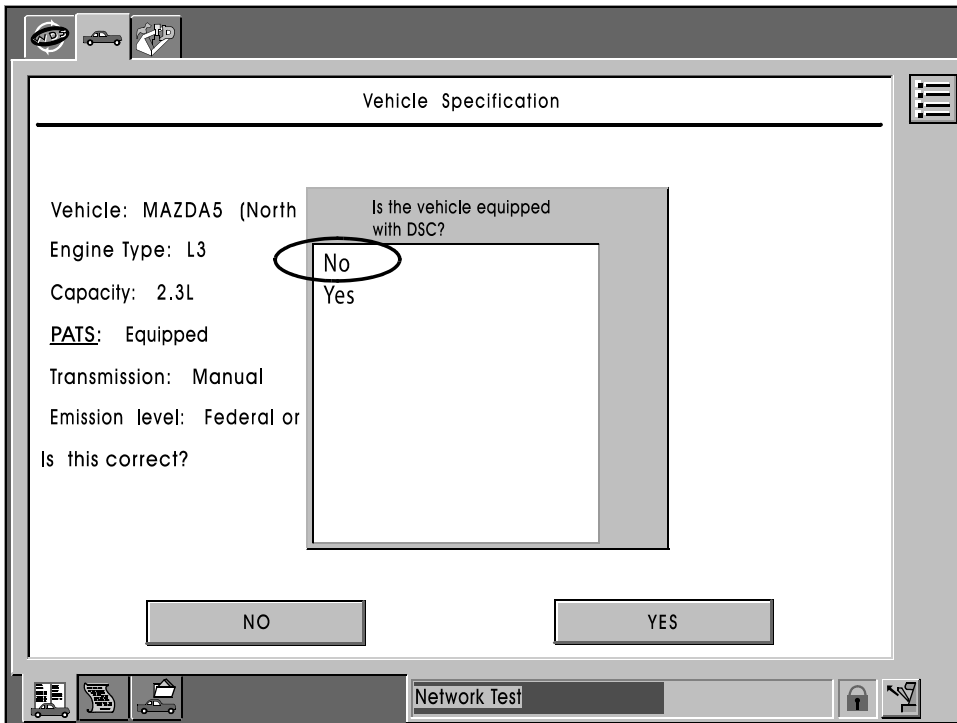 NDS
Vehicle Specification
Vehicle: MAZDA5 (North
Engine Type: L3
Capacity: 2.3L
PATS: Equipped
Transmission: Manual
Emission level: Federal or
Is this correct?
Is the vehicle equipped
with DSC?
No
Yes
NO
YES
Network Test